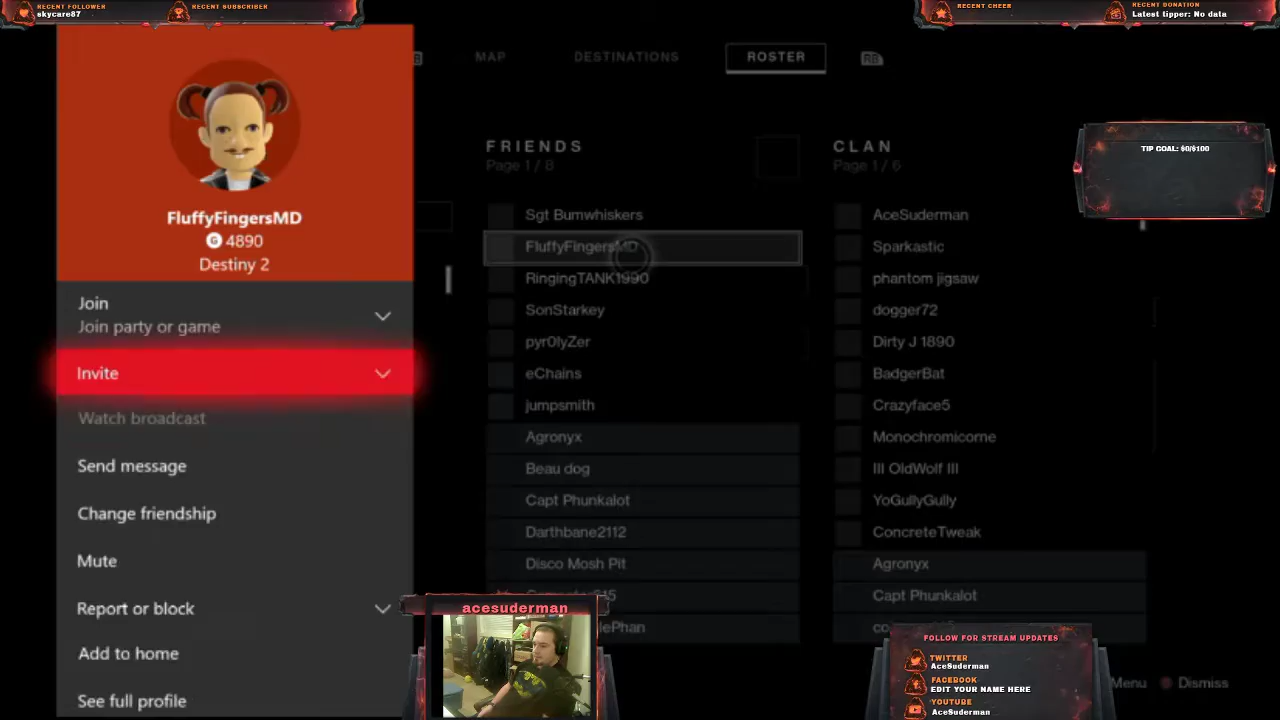 RECENT FOLLOWER
skycare87
RECENT SUBSCRIBER
RECENT CHEER
RECENT DONATION
Latest tipper: No data
MAP
DESTINATIONS
ROSTER
RB
FluffyFingersMD
G 4890
Destiny 2
Join
Join party or game
Invite
Watch broadcast
Send message
Change friendship
Mute
Report or block
Add to home
See full profile
FRIENDS
Page 1 / 8
Sgt Bumwhiskers
FluffyFingersMD
RingingTANK1990
SonStarkey
pyr0lyZer
eChains
jumpsmith
Agronyx
Beau dog
Capt Phunkalot
Darthbane2112
Disco Mosh Pit
CLAN
Page 1 / 6
AceSuderman
Sparkastic
phantom jigsaw
dogger72
Dirty J 1890
BadgerBat
Crazyface5
Monochromicorne
III OldWolf III
YoGullyGully
ConcreteTweak
Agronyx
Capt Phunkalot
TIP GOAL: $0/$100
acesuderman
FOLLOW FOR STREAM UPDATES
TWITTER
AceSuderman
FACEBOOK
EDIT YOUR NAME HERE
YOUTUBE
AceSuderman
Menu
Dismiss